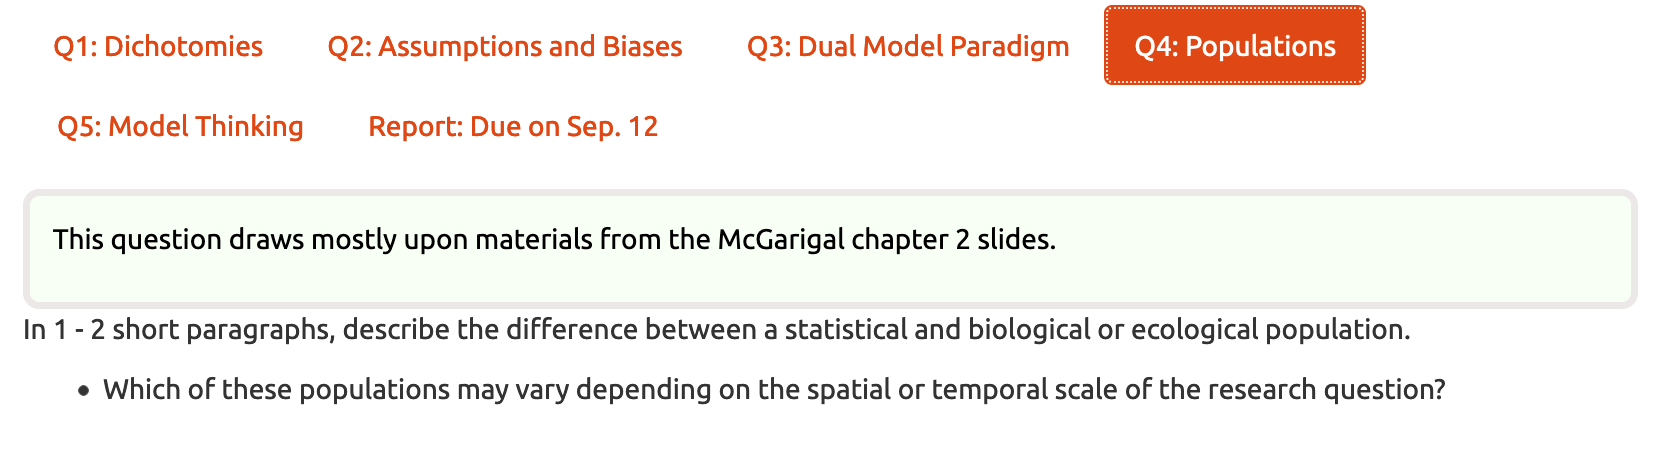 Q1: Dichotomies Q2: Assumptions and Biases Q3: Dual Model Paradigm Q4: Populations
Q5: Model Thinking Report: Due on Sep. 12
This question draws mostly upon materials from the McGarigal chapter 2 slides.
In 1 - 2 short paragraphs, describe the difference between a statistical and biological or ecological population.
• Which of these populations may vary depending on the spatial or temporal scale of the research question?